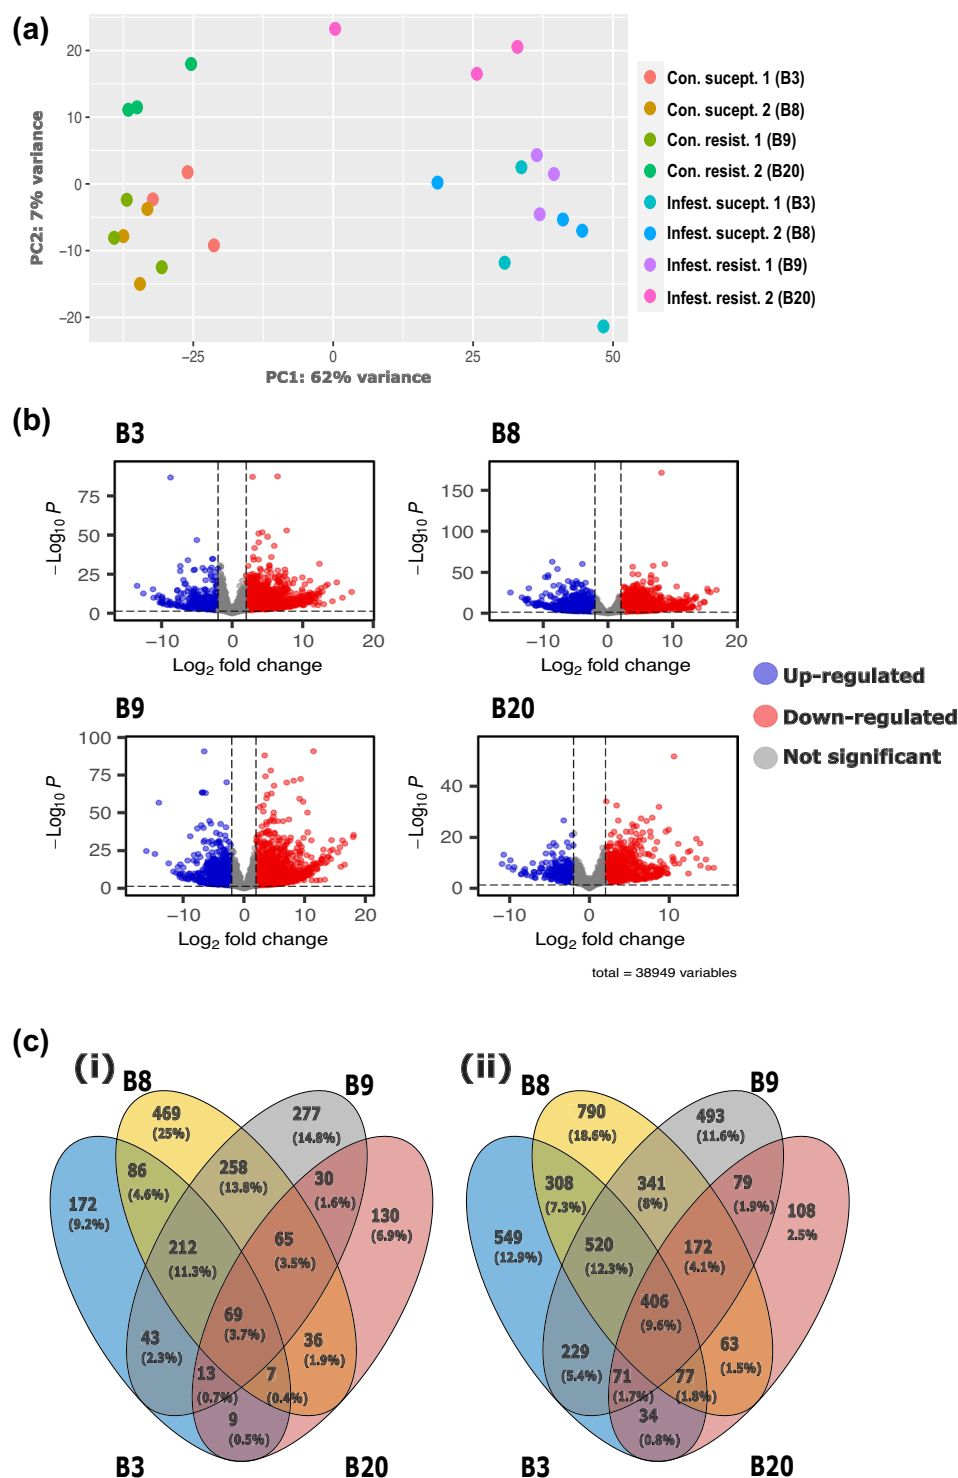 (a)
20
10
0
−10
−20
PC2: 7% variance
−25
0
25
50
PC1: 62% variance
Con. sucept. 1 (B3)
Con. sucept. 2 (B8)
Con. resist. 1 (B9)
Con. resist. 2 (B20)
Infest. sucept. 1 (B3)
Infest. sucept. 2 (B8)
Infest. resist. 1 (B9)
Infest. resist. 2 (B20)
(b)
B3
75
50
25
0
−Log10 P
−10
0
10
20
Log2 fold change
B8
150
100
50
0
−Log10 P
−10
0
10
20
Log2 fold change
B9
100
75
50
25
0
−Log10 P
−10
0
10
20
Log2 fold change
B20
40
20
0
−Log10 P
−10
0
10
Log2 fold change
Up-regulated
Down-regulated
Not significant
total = 38949 variables
(c)
(i)
B8
B9
469
(25%)
277
(14.8%)
86
(4.6%)
258
(13.8%)
30
(1.6%)
172
(9.2%)
130
(6.9%)
212
(11.3%)
65
(3.5%)
69
(3.7%)
43
(2.3%)
36
(1.9%)
13
(0.7%)
7
(0.4%)
9
(0.5%)
B3
B20
(ii)
B8
B9
790
(18.6%)
493
(11.6%)
308
(7.3%)
341
(8%)
79
(1.9%)
549
(12.9%)
108
2.5%
520
(12.3%)
172
(4.1%)
406
(9.6%)
229
(5.4%)
63
(1.5%)
71
(1.7%)
77
(1.8%)
34
(0.8%)
B3
B20